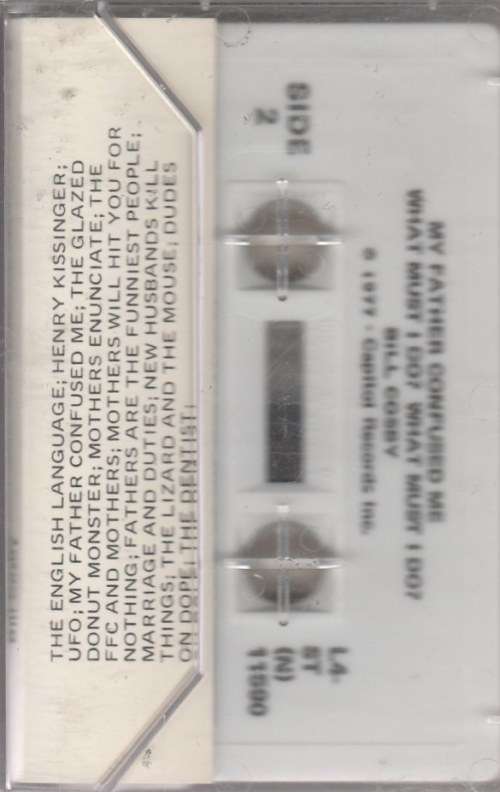 THE ENGLISH LANGUAGE; HENRY KISSINGER;
UFO; MY FATHER CONFUSED ME; THE GLAZED
DONUT MONSTER; MOTHERS ENUNCIATE; THE
FFC AND MOTHERS; MOTHERS WILL HIT YOU FOR
NOTHING; FATHERS ARE THE FUNNIEST PEOPLE;
MARRIAGE AND DUTIES; NEW HUSBANDS KILL
THINGS; THE LIZARD AND THE MOUSE; DUDES
ON DOPE; THE DENTIST;
SIDE
2
MY FATHER CONFUSED ME
WHAT MUST I DO? WHAT MUST I DO?
BILL COSBY
℗ 1977 · Capitol Records Inc.
L4-
ST
(N)
11590